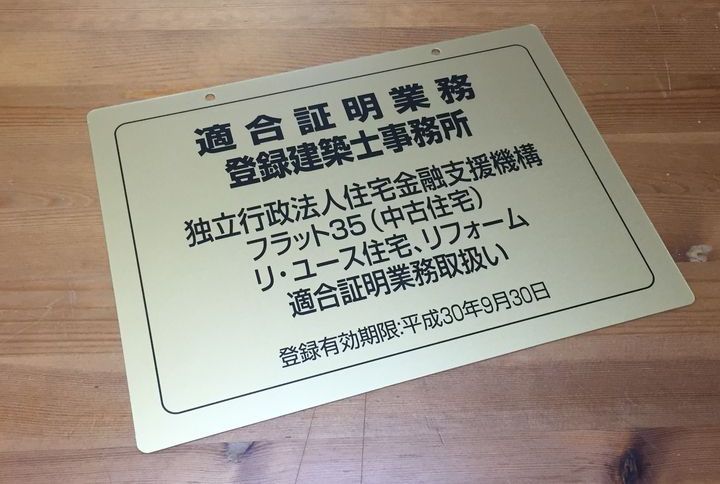 適合証明業務
登録建築士事務所
独立行政法人住宅金融支援機構
フラット35(中古住宅)
リ・ユース住宅、リフォーム
適合証明業務取扱い
登録有効期限:平成30年9月30日